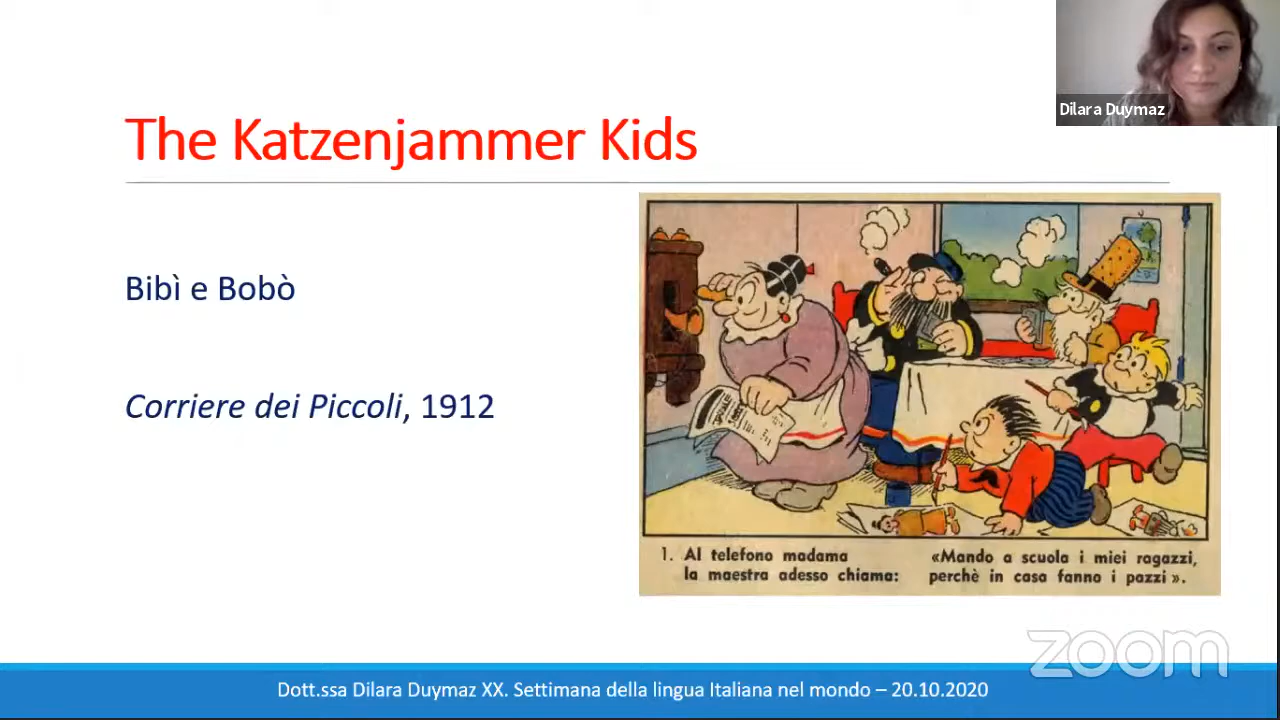 Dilara Duymaz
The Katzenjammer Kids
Bibì e Bobò
Corriere dei Piccoli, 1912
1. Al telefono madama
la maestra adesso chiama:
«Mando a scuola i miei ragazzi,
perchè in casa fanno i pazzi».
zoom
Dott.ssa Dilara Duymaz XX. Settimana della lingua Italiana nel mondo – 20.10.2020